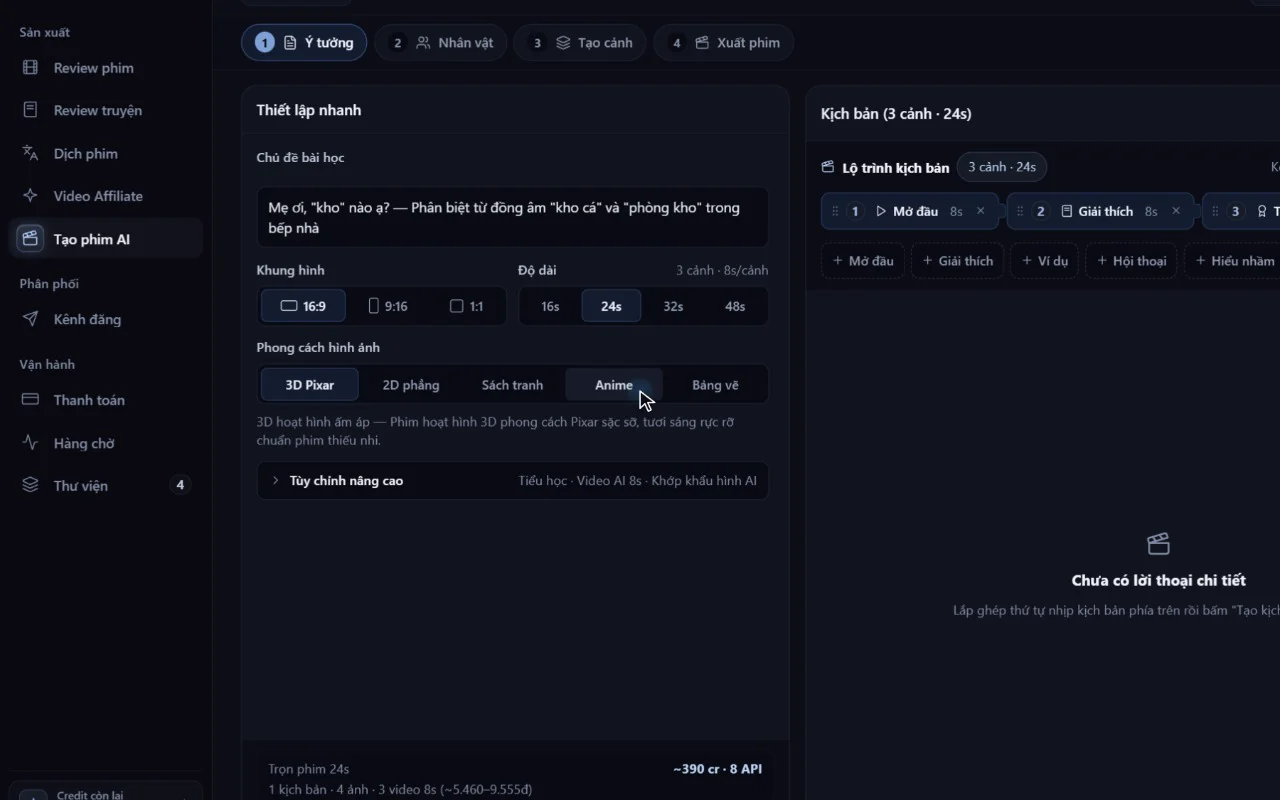 Sản xuất
Review phim
Review truyện
Dịch phim
Video Affiliate
Tạo phim AI
Phân phối
Kênh đăng
Vận hành
Thanh toán
Hàng chờ
Thư viện 4
Credit còn lại
1 Ý tưởng 2 Nhân vật 3 Tạo cảnh 4 Xuất phim
Thiết lập nhanh
Chủ đề bài học
Mẹ ơi, "kho" nào ạ? — Phân biệt từ đồng âm "kho cá" và "phòng kho" trong
bếp nhà
Khung hình
16:9 9:16 1:1
Độ dài 3 cảnh · 8s/cảnh
16s 24s 32s 48s
Phong cách hình ảnh
3D Pixar 2D phẳng Sách tranh Anime Bảng vẽ
3D hoạt hình ấm áp — Phim hoạt hình 3D phong cách Pixar sặc sỡ, tươi sáng rực rỡ
chuẩn phim thiếu nhi.
Tùy chỉnh nâng cao Tiểu học · Video AI 8s · Khớp khẩu hình AI
Trọn phim 24s ~390 cr · 8 API
1 kịch bản · 4 ảnh · 3 video 8s (~5.460–9.555đ)
Kịch bản (3 cảnh · 24s)
Lộ trình kịch bản 3 cảnh · 24s
1 Mở đầu 8s × 2 Giải thích 8s × 3
+ Mở đầu + Giải thích + Ví dụ + Hội thoại + Hiểu nhầm
Chưa có lời thoại chi tiết
Lắp ghép thứ tự nhịp kịch bản phía trên rồi bấm "Tạo